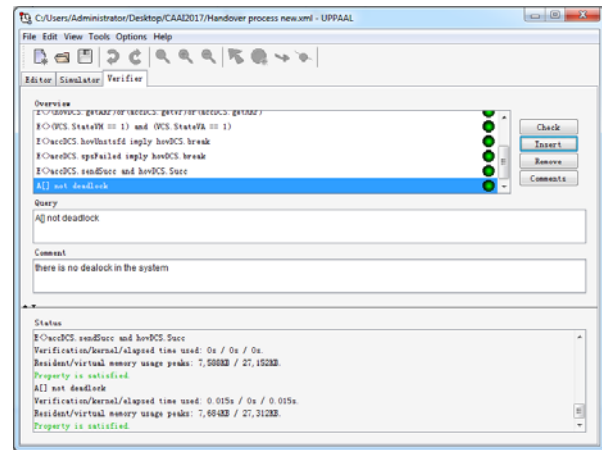 C:/Users/Administrator/Desktop/CAAI2017/Handover process new.xml - UPPAAL
File Edit View Tools Options Help
Editor Simulator Verifier
Overview
E<>(VCS.StateVH == 1) and (VCS.StateVA == 1)
E<>accDCS.hovUnstsfd imply hovDCS.break
E<>accDCS.spsFailed imply hovDCS.break
E<>accDCS.sendSucc and hovDCS.Succ
A[] not deadlock
Check
Insert
Remove
Comments
Query
A[] not deadlock
Comment
there is no dealock in the system
Status
E<>accDCS.sendSucc and hovDCS.Succ
Verification/kernel/elapsed time used: 0s / 0s / 0s.
Resident/virtual memory usage peaks: 7,588KB / 27,152KB.
Property is satisfied.
A[] not deadlock
Verification/kernel/elapsed time used: 0.015s / 0s / 0.015s.
Resident/virtual memory usage peaks: 7,684KB / 27,312KB.
Property is satisfied.